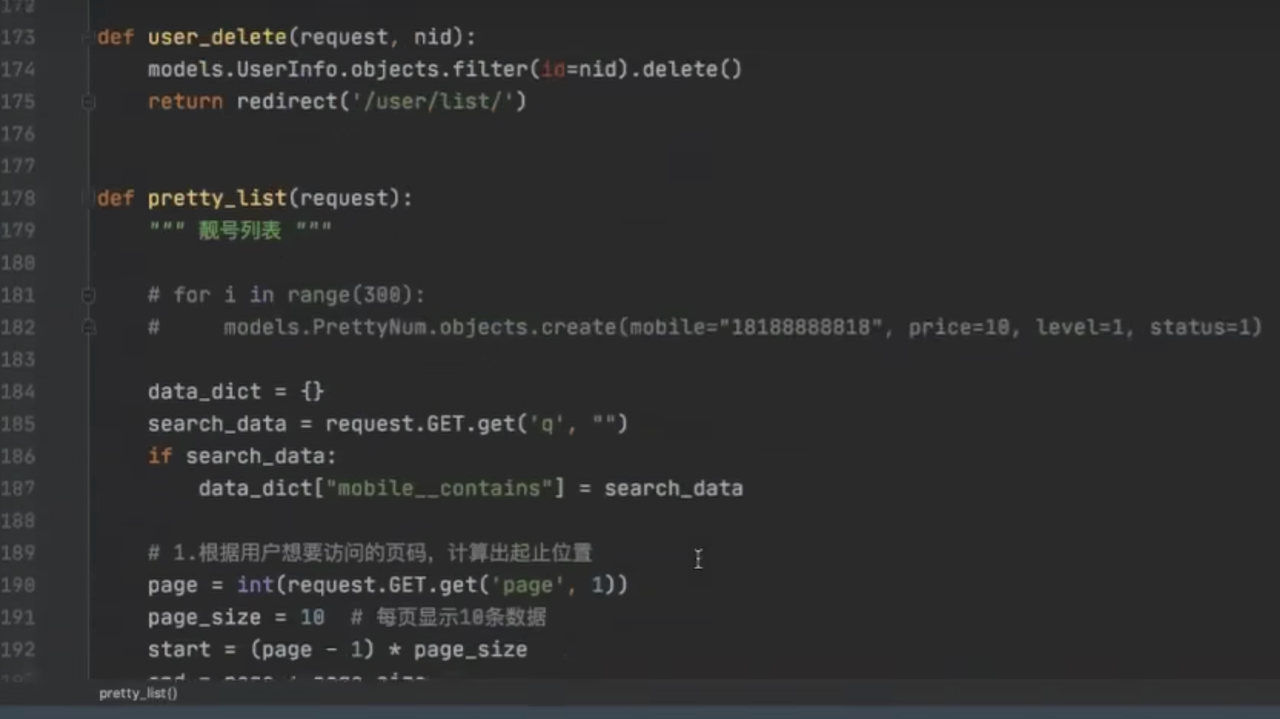 172
173 def user_delete(request, nid):
174     models.UserInfo.objects.filter(id=nid).delete()
175     return redirect('/user/list/')
176
177
178 def pretty_list(request):
179     """ 靓号列表 """
180
181     # for i in range(300):
182     #     models.PrettyNum.objects.create(mobile="18188888818", price=10, level=1, status=1)
183
184     data_dict = {}
185     search_data = request.GET.get('q', "")
186     if search_data:
187         data_dict["mobile__contains"] = search_data
188
189     # 1.根据用户想要访问的页码，计算出起止位置
190     page = int(request.GET.get('page', 1))
191     page_size = 10  # 每页显示10条数据
192     start = (page - 1) * page_size
pretty_list()